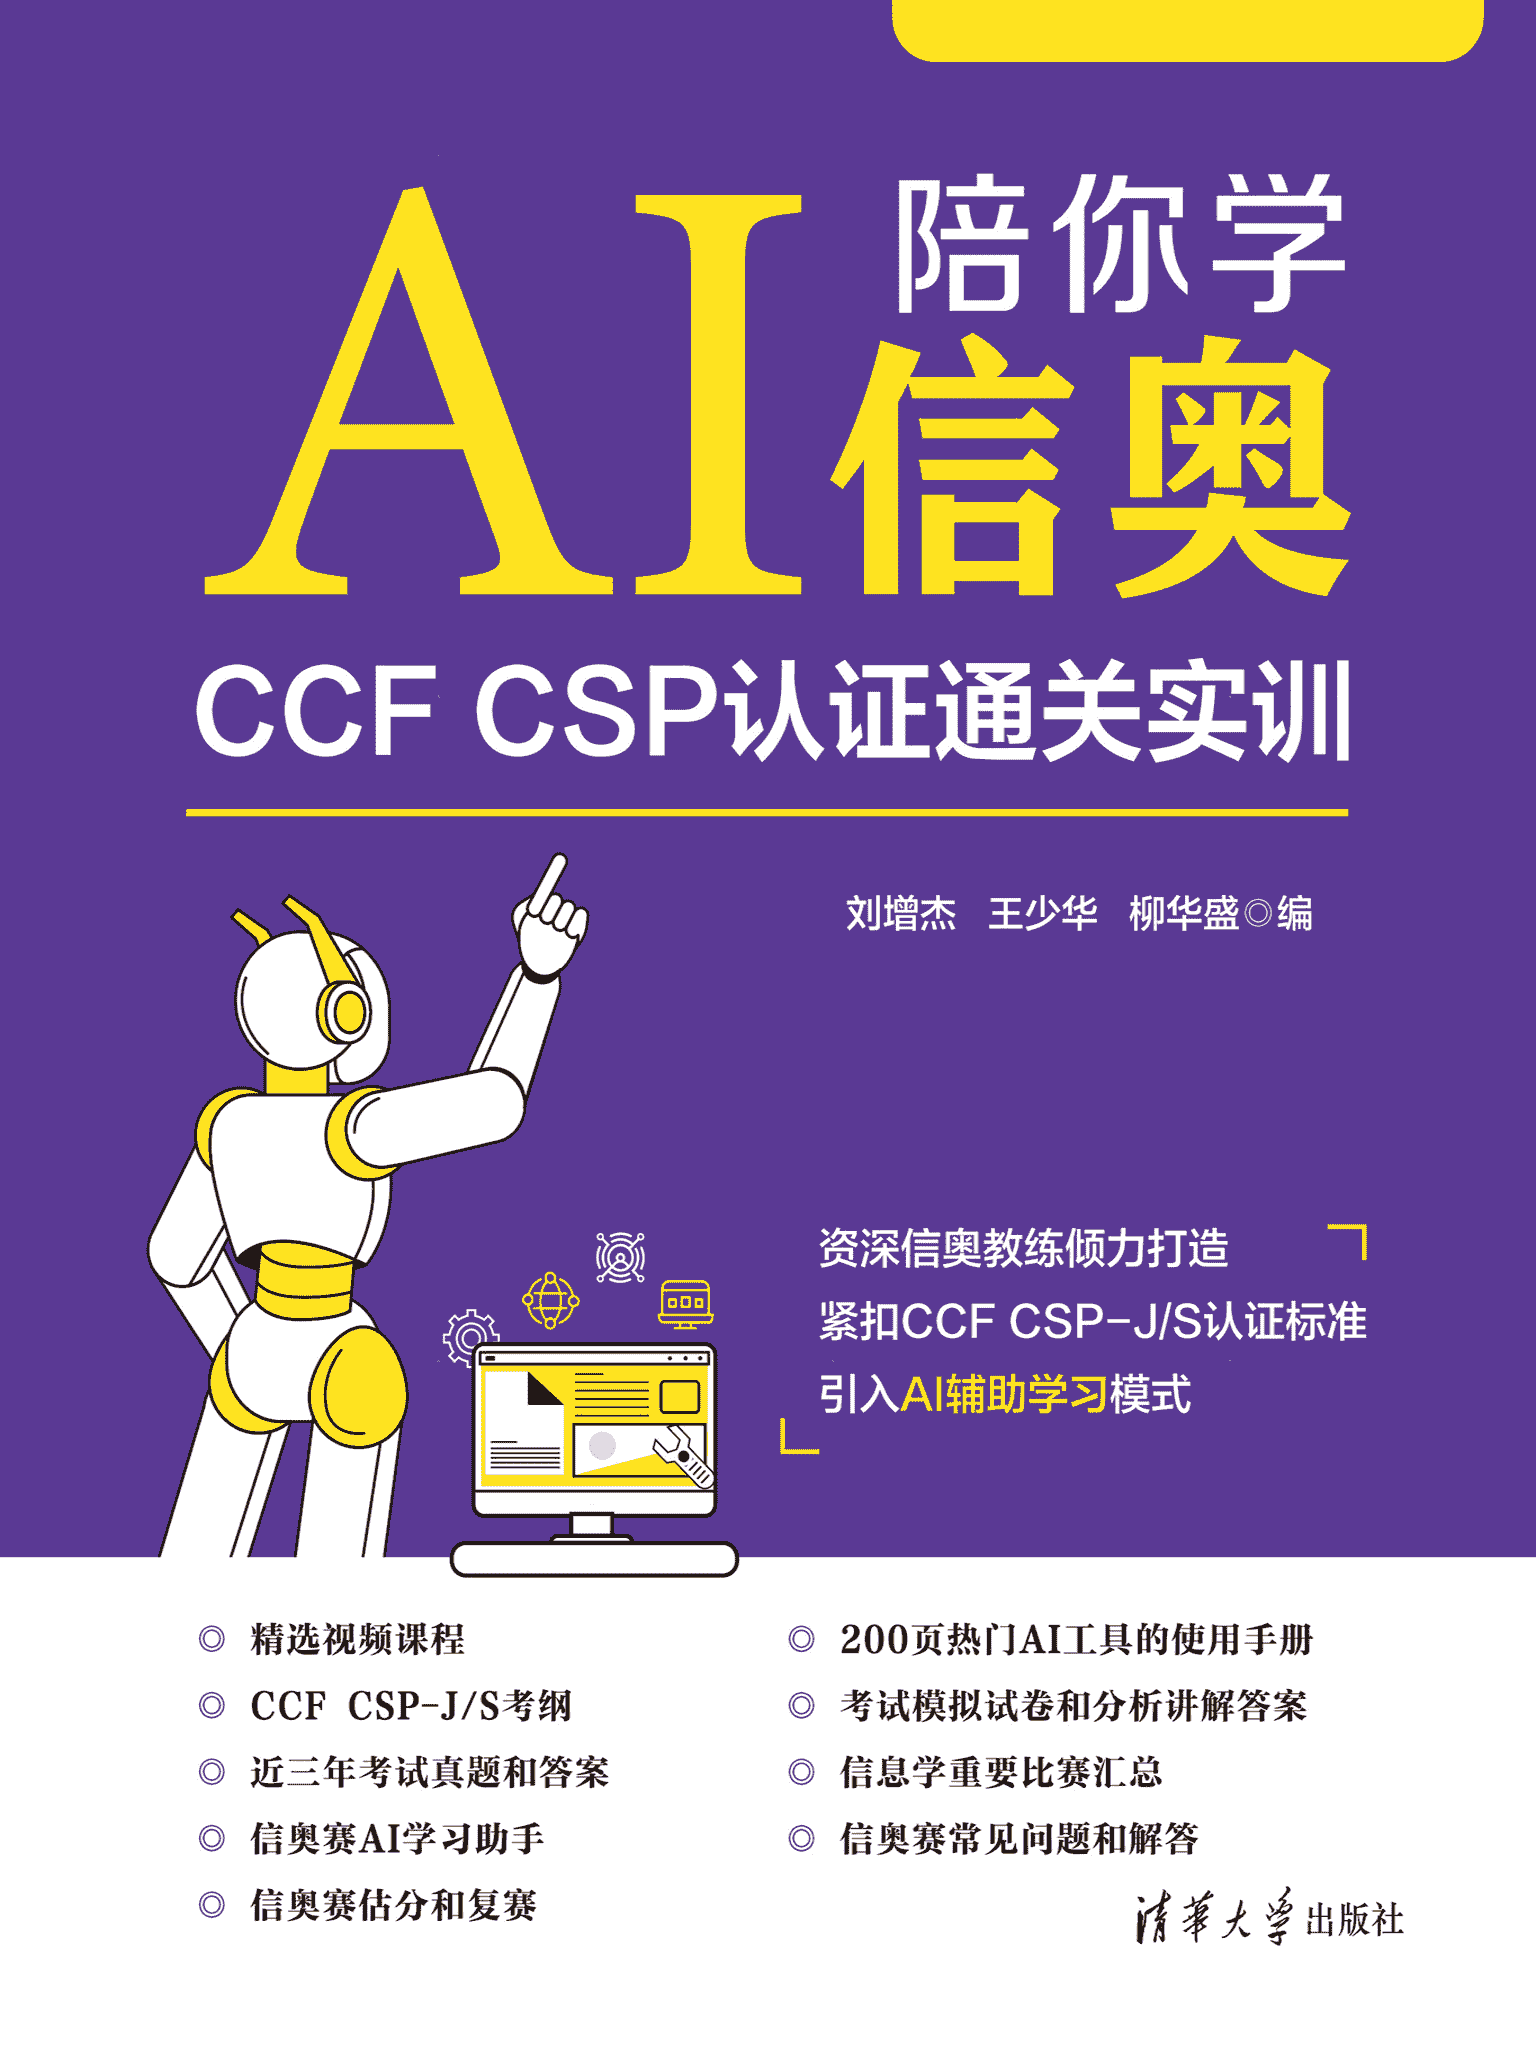 AI陪你学
信奥
CCF CSP认证通关实训
刘增杰 王少华 柳华盛◎编
资深信奥教练倾力打造
紧扣CCF CSP-J/S认证标准
引入AI辅助学习模式
◎ 精选视频课程
◎ CCF CSP-J/S考纲
◎ 近三年考试真题和答案
◎ 信奥赛AI学习助手
◎ 信奥赛估分和复赛
◎ 200页热门AI工具的使用手册
◎ 考试模拟试卷和分析讲解答案
◎ 信息学重要比赛汇总
◎ 信奥赛常见问题和解答
清华大学出版社